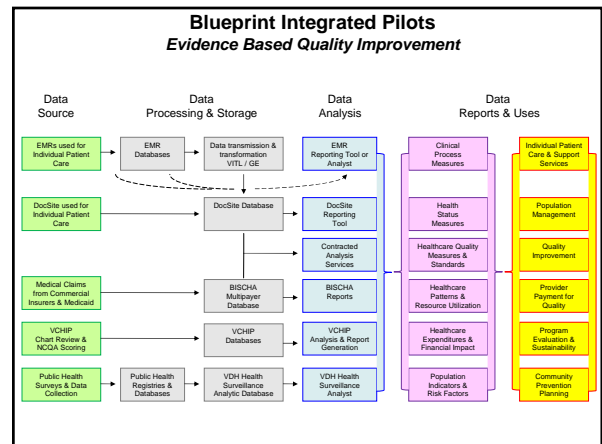 Blueprint Integrated Pilots
Evidence Based Quality Improvement
Data
Source
Data
Processing & Storage
Data
Analysis
Data
Reports & Uses
EMRs used for
Individual Patient
Care
EMR
Databases
Data transmission &
transformation
VITL / GE
EMR
Reporting Tool or
Analyst
Clinical
Process
Measures
Individual Patient
Care & Support
Services
DocSite used for
Individual Patient
Care
DocSite Database
DocSite
Reporting
Tool
Health
Status
Measures
Population
Management
Contracted
Analysis
Services
Healthcare Quality
Measures &
Standards
Quality
Improvement
Medical Claims
from Commercial
Insurers & Medicaid
BISCHA
Multipayer
Database
BISCHA
Reports
Healthcare
Patterns &
Resource Utilization
Provider
Payment for
Quality
VCHIP
Chart Review &
NCQA Scoring
VCHIP
Databases
VCHIP
Analysis & Report
Generation
Healthcare
Expenditures &
Financial Impact
Program
Evaluation &
Sustainability
Public Health
Surveys & Data
Collection
Public Health
Registries &
Databases
VDH Health
Surveillance
Analytic Database
VDH Health
Surveillance
Analyst
Population
Indicators &
Risk Factors
Community
Prevention
Planning